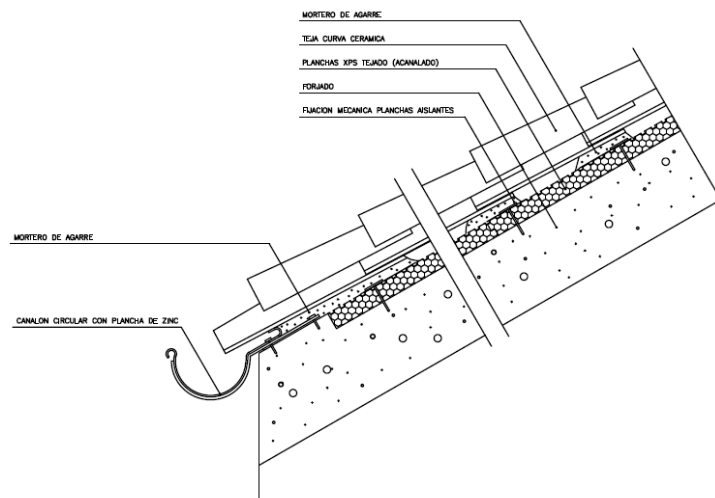 MORTERO DE AGARRE
TEJA CURVA CERAMICA
PLANCHAS XPS TEJADO (ACANALADO)
FORJADO
FIJACION MECANICA PLANCHAS AISLANTES
MORTERO DE AGARRE
CANALON CIRCULAR CON PLANCHA DE ZINC